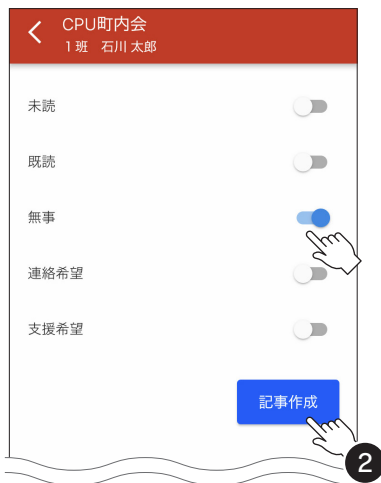 CPU町内会
1班 石川 太郎
未読
既読
無事
連絡希望
支援希望
記事作成
2